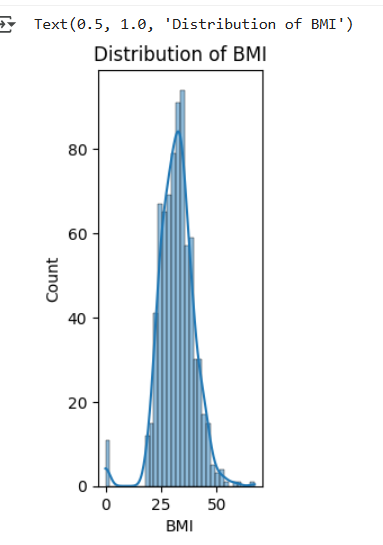 Text(0.5, 1.0, 'Distribution of BMI')
Distribution of BMI
80
60
40
20
0
Count
0 25 50
BMI